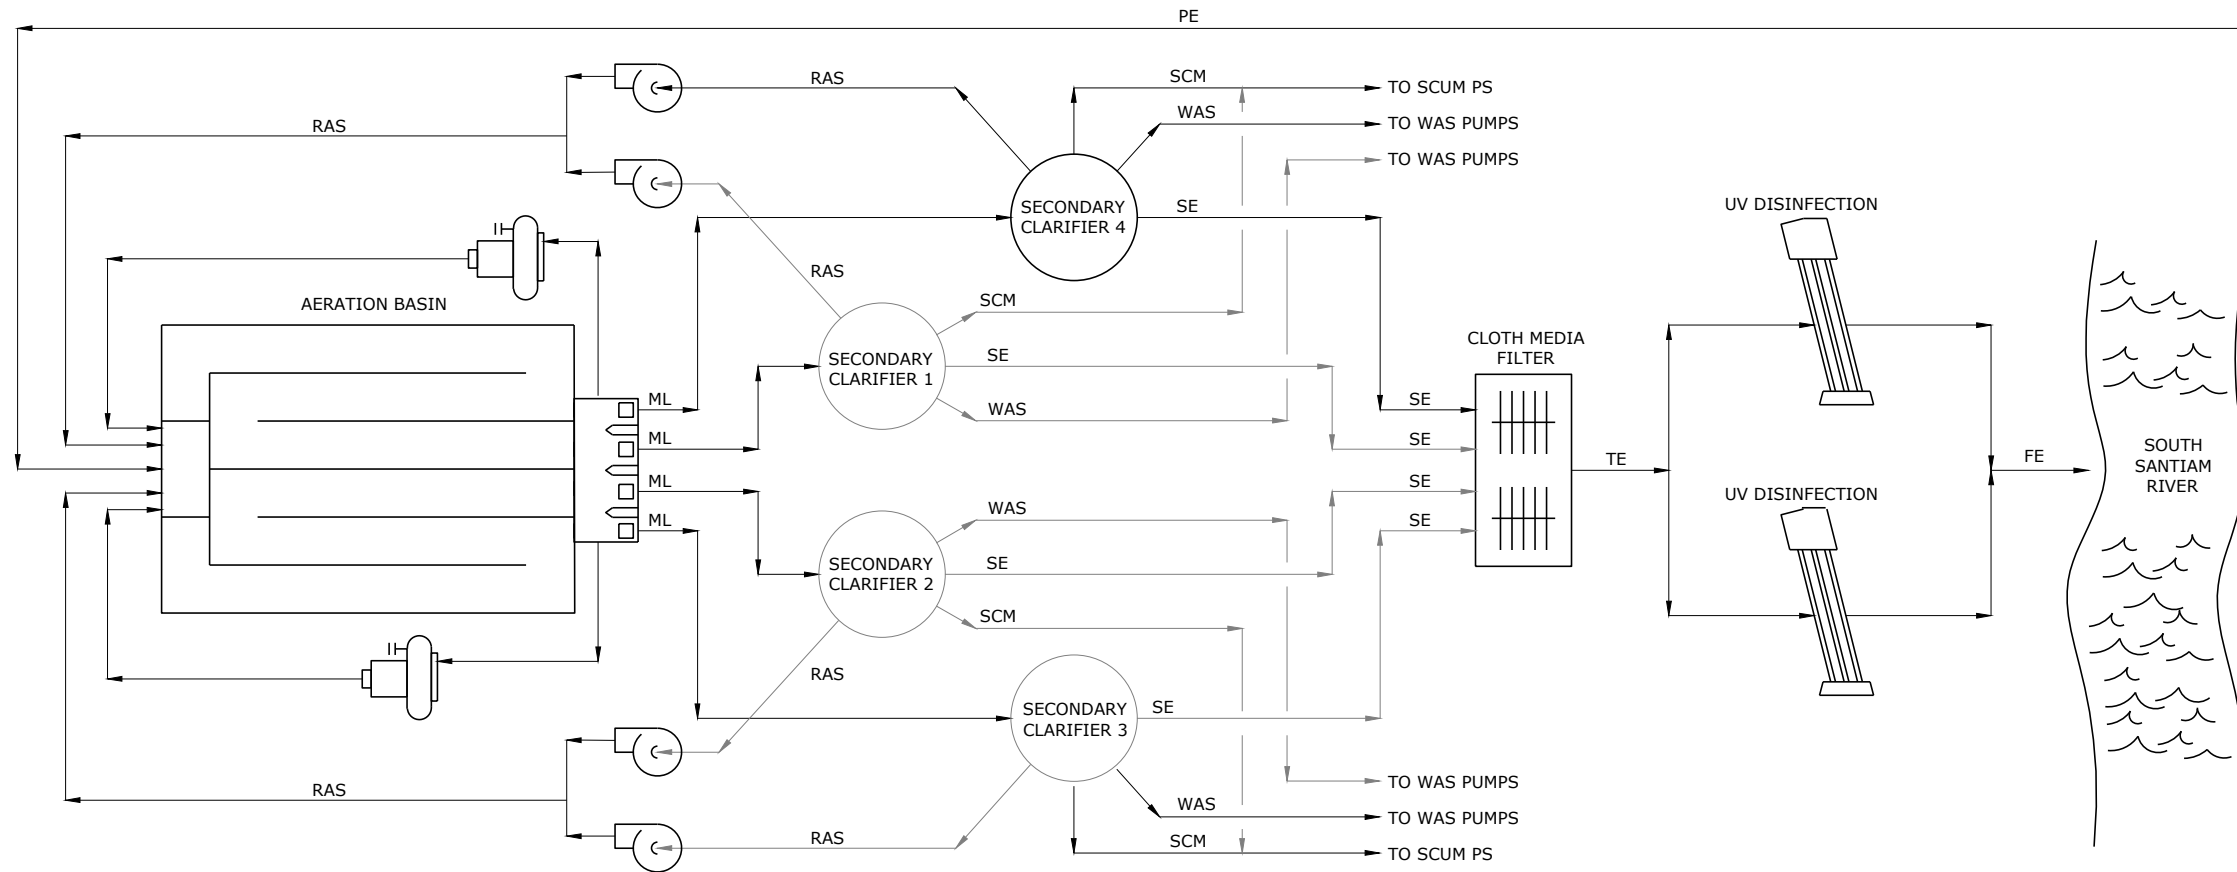 PE
RAS
SCM
TO SCUM PS
WAS
TO WAS PUMPS
RAS
TO WAS PUMPS
SECONDARY
CLARIFIER 4
SE
UV DISINFECTION
RAS
AERATION BASIN
SCM
SECONDARY
CLARIFIER 1
SE
CLOTH MEDIA
FILTER
ML
WAS
SE
ML
SE
SOUTH
SANTIAM
RIVER
TE
FE
ML
SE
UV DISINFECTION
ML
WAS
SE
SECONDARY
CLARIFIER 2
SE
SCM
RAS
SECONDARY
CLARIFIER 3
SE
TO WAS PUMPS
RAS
WAS
TO WAS PUMPS
RAS
SCM
TO SCUM PS